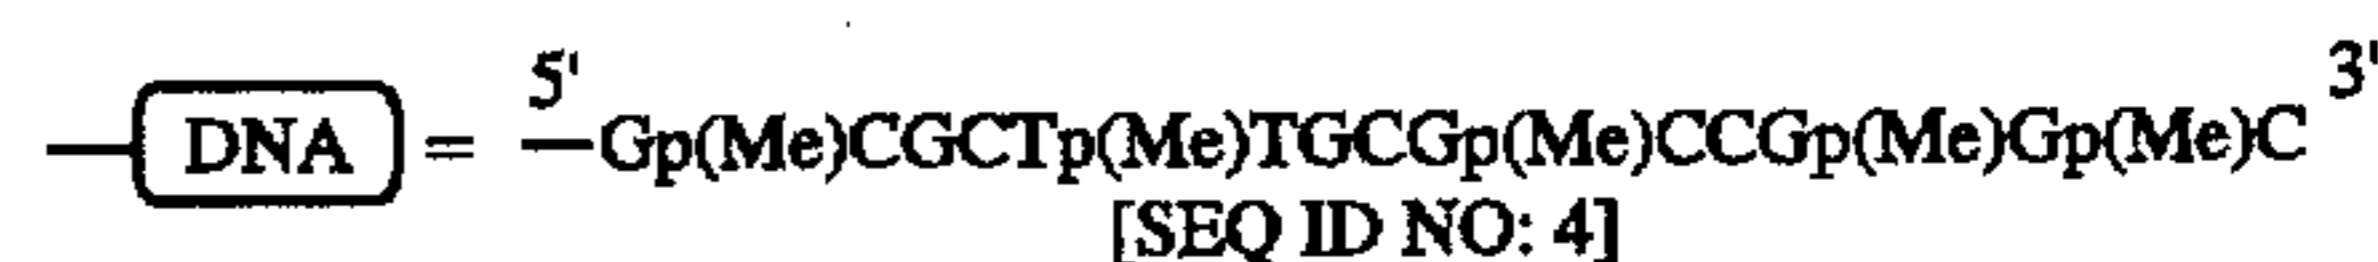 DNA = 5' —Gp(Me)CGCTp(Me)TGCGp(Me)CCGp(Me)Gp(Me)C 3'
[SEQ ID NO: 4]